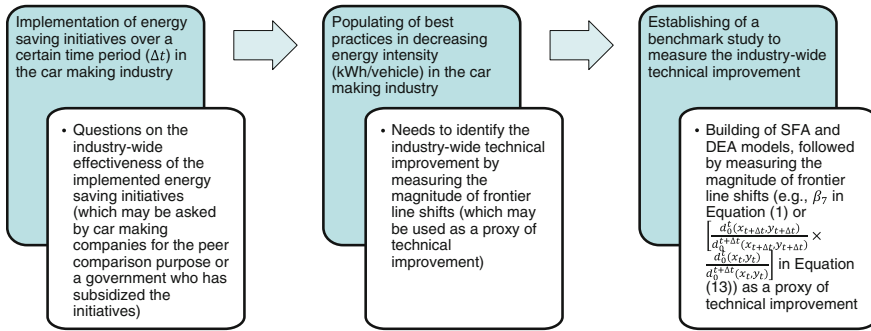 Implementation of energy
saving initiatives over a
certain time period (Δt) in
the car making industry
• Questions on the
industry-wide
effectiveness of the
implemented energy
saving initiatives
(which may be asked
by car making
companies for the peer
comparison purpose or
a government who has
subsidized the
initiatives)
Populating of best
practices in decreasing
energy intensity
(kWh/vehicle) in the car
making industry
• Needs to identify the
industry-wide technical
improvement by
measuring the
magnitude of frontier
line shifts (which may
be used as a proxy of
technical
improvement)
Establishing of a
benchmark study to
measure the industry-wide
technical improvement
• Building of SFA and
DEA models, followed
by measuring the
magnitude of frontier
line shifts (e.g., β₇ in
Equation (1) or
[d₀ᵗ(xₜ₊Δₜ,yₜ₊Δₜ)/d₀ᵗ⁺Δᵗ(xₜ₊Δₜ,yₜ₊Δₜ) ×
d₀ᵗ(xₜ,yₜ)/d₀ᵗ⁺Δᵗ(xₜ,yₜ)] in Equation
(13)) as a proxy of
technical improvement